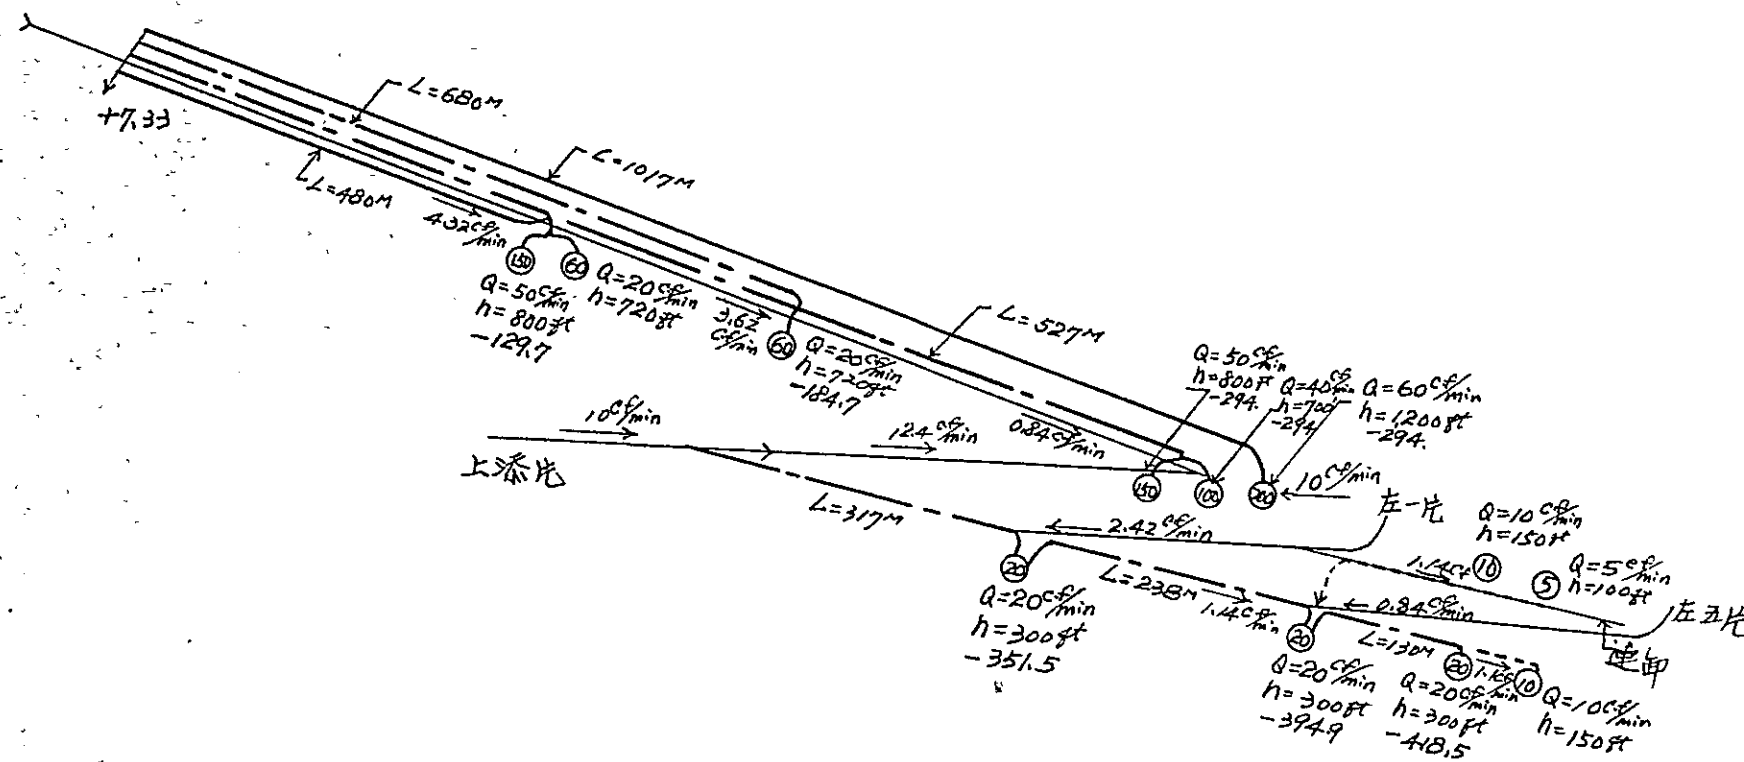 L=680M
+7.33
L=1017M
L=480M
4.32cf/min
150
60
Q=50cf/min
h=800ft
-129.7
Q=20cf/min
h=720ft
3.62
cf/min
60
Q=20cf/min
h=720ft
-184.7
L=527M
Q=50cf/min
h=800ft
-294.
Q=40cf/min
h=700'
-294
Q=60cf/min
h=1,200ft
-294.
10cf/min
12.4cf/min
0.84cf/min
150
100
200
10cf/min
上添片
L=317M
2.42cf/min
左一片
20
Q=20cf/min
h=300ft
-351.5
L=238M
1.14cf/min
1.14cf
10
Q=10cf/min
h=150ft
5
Q=5cf/min
h=100ft
0.84cf/min
左五片
卸
20
Q=20cf/min
h=300ft
-394.9
L=130M
20
Q=20cf/min
h=300ft
-418.5
10
Q=10cf/min
h=150ft